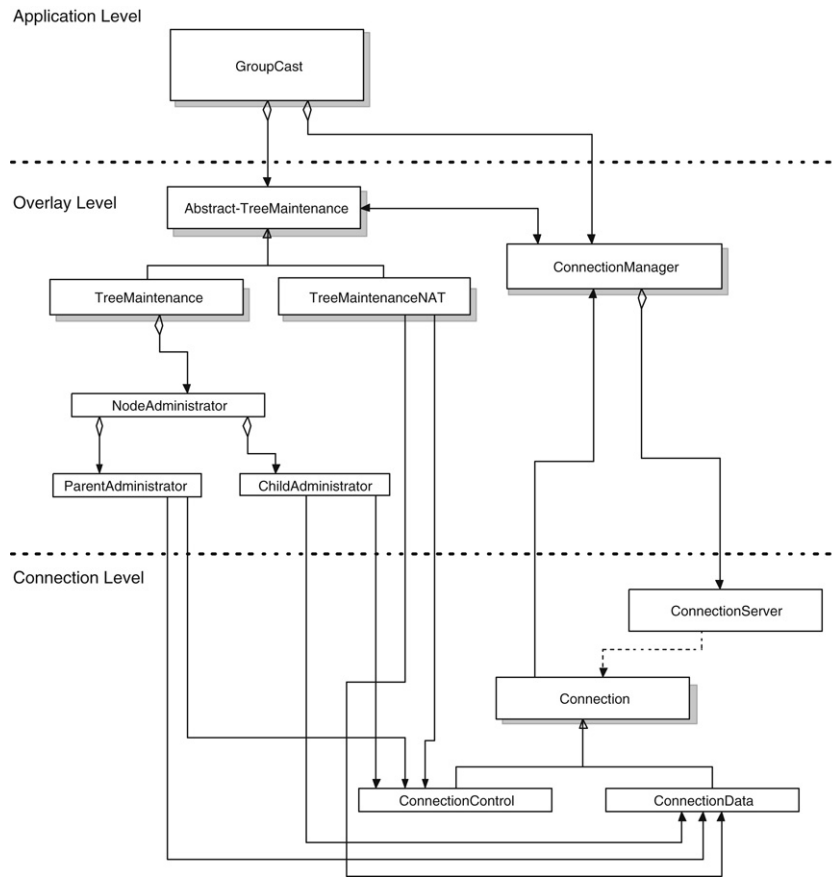 Application Level
GroupCast
Overlay Level
Abstract-TreeMaintenance
ConnectionManager
TreeMaintenance
TreeMaintenanceNAT
NodeAdministrator
ParentAdministrator
ChildAdministrator
Connection Level
ConnectionServer
Connection
ConnectionControl
ConnectionData